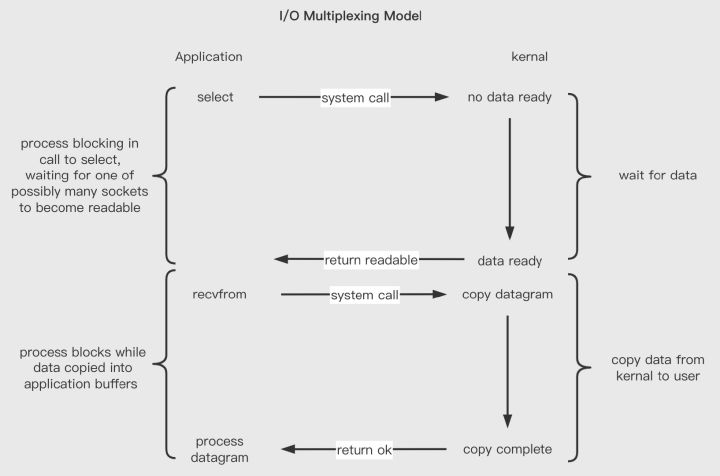 I/O Multiplexing Model
Application
kernal
select
system call
no data ready
process blocking in
call to select,
waiting for one of
possibly many sockets
to become readable
wait for data
return readable
data ready
recvfrom
system call
copy datagram
process blocks while
data copied into
application buffers
copy data from
kernal to user
process
datagram
return ok
copy complete